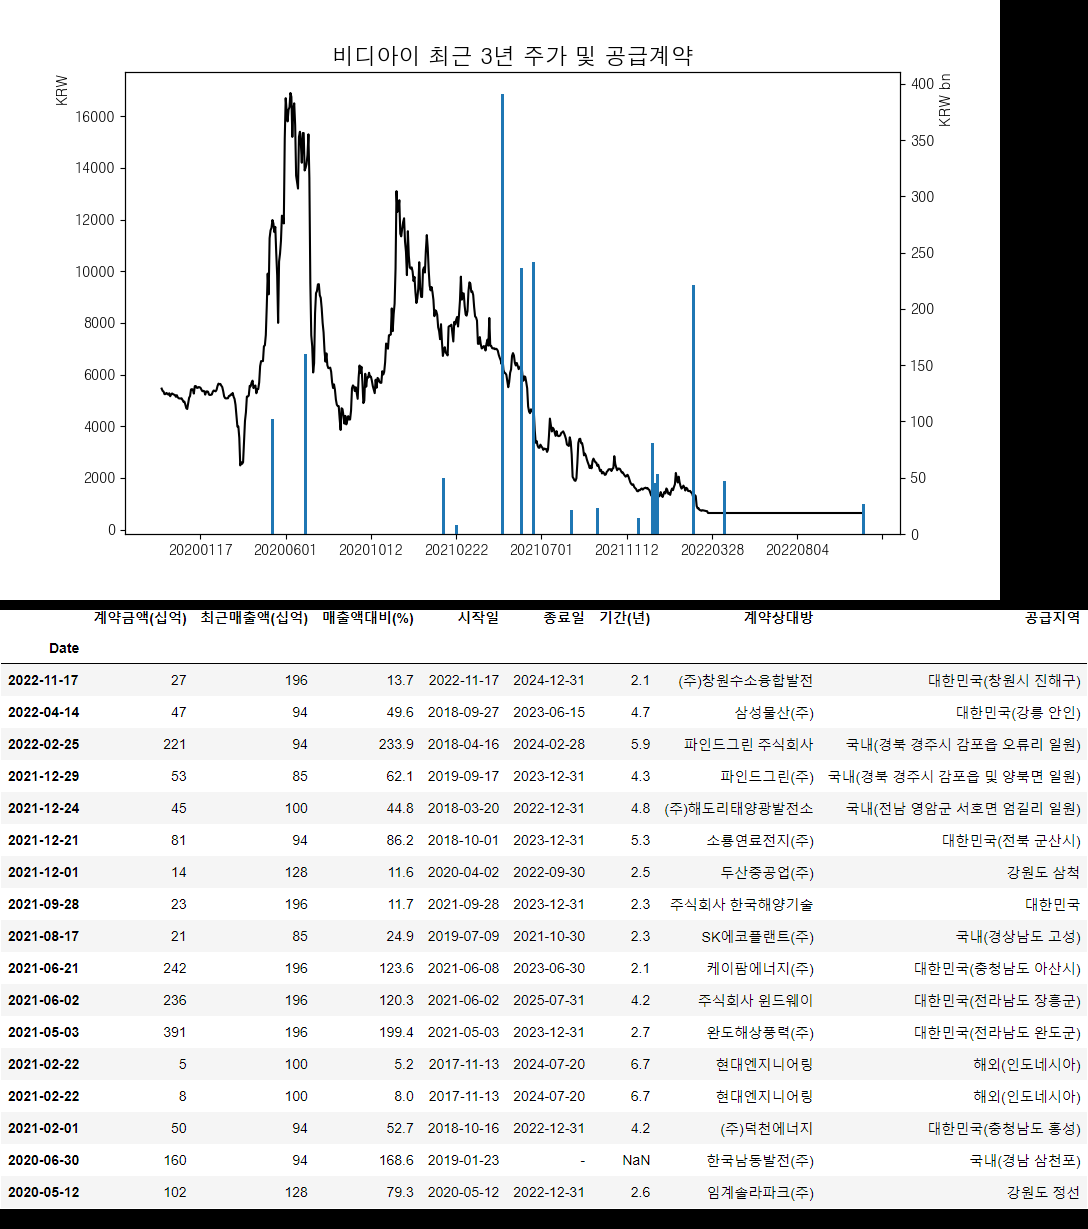 비디아이 최근 3년 주가 및 공급계약
KRW
KRW bn
16000
14000
12000
10000
8000
6000
4000
2000
0
400
350
300
250
200
150
100
50
0
20200117 20200601 20201012 20210222 20210701 20211112 20220328 20220804
계약금액(십억) 최근매출액(십억) 매출액대비(%) 시작일 종료일 기간(년) 계약상대방 공급지역
Date
2022-11-17 27 196 13.7 2022-11-17 2024-12-31 2.1 (주)창원수소융합발전 대한민국(창원시 진해구)
2022-04-14 47 94 49.6 2018-09-27 2023-06-15 4.7 삼성물산(주) 대한민국(강릉 안인)
2022-02-25 221 94 233.9 2018-04-16 2024-02-28 5.9 파인드그린 주식회사 국내(경북 경주시 감포읍 오류리 일원)
2021-12-29 53 85 62.1 2019-09-17 2023-12-31 4.3 파인드그린(주) 국내(경북 경주시 감포읍 및 양북면 일원)
2021-12-24 45 100 44.8 2018-03-20 2022-12-31 4.8 (주)해도리태양광발전소 국내(전남 영암군 서호면 엄길리 일원)
2021-12-21 81 94 86.2 2018-10-01 2023-12-31 5.3 소룡연료전지(주) 대한민국(전북 군산시)
2021-12-01 14 128 11.6 2020-04-02 2022-09-30 2.5 두산중공업(주) 강원도 삼척
2021-09-28 23 196 11.7 2021-09-28 2023-12-31 2.3 주식회사 한국해양기술 대한민국
2021-08-17 21 85 24.9 2019-07-09 2021-10-30 2.3 SK에코플랜트(주) 국내(경상남도 고성)
2021-06-21 242 196 123.6 2021-06-08 2023-06-30 2.1 케이팜에너지(주) 대한민국(충청남도 아산시)
2021-06-02 236 196 120.3 2021-06-02 2025-07-31 4.2 주식회사 윈드웨이 대한민국(전라남도 장흥군)
2021-05-03 391 196 199.4 2021-05-03 2023-12-31 2.7 완도해상풍력(주) 대한민국(전라남도 완도군)
2021-02-22 5 100 5.2 2017-11-13 2024-07-20 6.7 현대엔지니어링 해외(인도네시아)
2021-02-22 8 100 8.0 2017-11-13 2024-07-20 6.7 현대엔지니어링 해외(인도네시아)
2021-02-01 50 94 52.7 2018-10-16 2022-12-31 4.2 (주)덕천에너지 대한민국(충청남도 홍성)
2020-06-30 160 94 168.6 2019-01-23 - NaN 한국남동발전(주) 국내(경남 삼천포)
2020-05-12 102 128 79.3 2020-05-12 2022-12-31 2.6 임계솔라파크(주) 강원도 정선